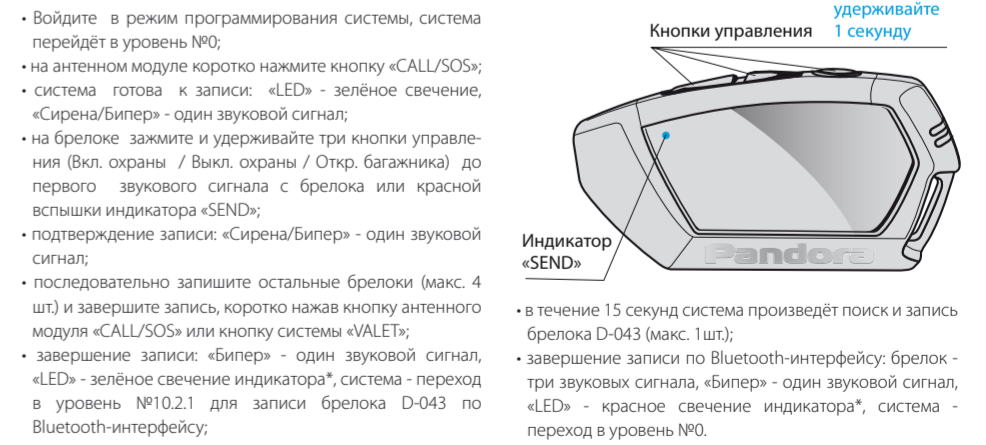 • Войдите в режим программирования системы, система
перейдёт в уровень №0;
• на антенном модуле коротко нажмите кнопку «CALL/SOS»;
• система готова к записи: «LED» - зелёное свечение,
«Сирена/Бипер» - один звуковой сигнал;
• на брелоке зажмите и удерживайте три кнопки управле-
ния (Вкл. охраны / Выкл. охраны / Откр. багажника) до
первого звукового сигнала с брелока или красной
вспышки индикатора «SEND»;
• подтверждение записи: «Сирена/Бипер» - один звуковой
сигнал;
• последовательно запишите остальные брелоки (макс. 4
шт.) и завершите запись, коротко нажав кнопку антенного
модуля «CALL/SOS» или кнопку системы «VALET»;
• завершение записи: «Бипер» - один звуковой сигнал,
«LED» - зелёное свечение индикатора*, система - переход
в уровень №10.2.1 для записи брелока D-043 по
Bluetooth-интерфейсу;
удерживайте
1 секунду
Кнопки управления
Индикатор
«SEND»
Pandora
• в течение 15 секунд система произведёт поиск и запись
брелока D-043 (макс. 1шт.);
• завершение записи по Bluetooth-интерфейсу: брелок -
три звуковых сигнала, «Бипер» - один звуковой сигнал,
«LED» - красное свечение индикатора*, система -
переход в уровень №0.